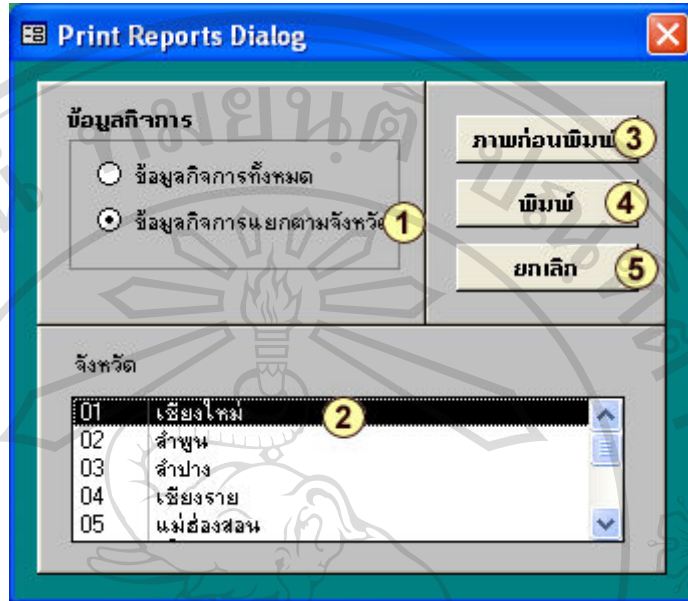 Print Reports Dialog
ข้อมูลกิจการ
ข้อมูลกิจการทั้งหมด
ข้อมูลกิจการแยกตามจังหวัด 1
ภาพก่อนพิมพ์ 3
พิมพ์ 4
ยกเลิก 5
จังหวัด
01 เชียงใหม่ 2
02 ลำพูน
03 ลำปาง
04 เชียงราย
05 แม่ฮ่องสอน